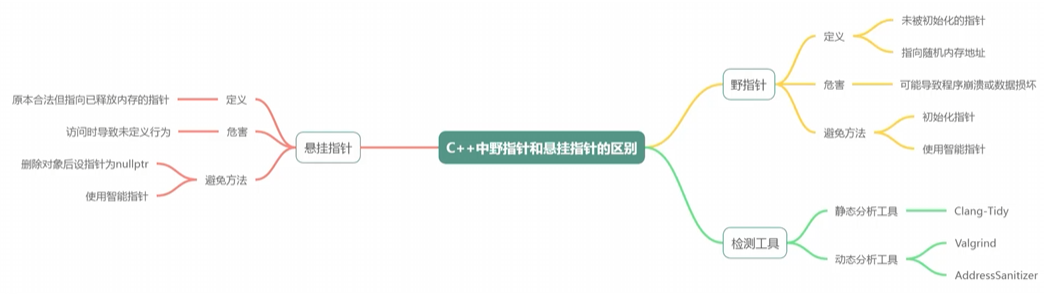 C++中野指针和悬挂指针的区别
野指针
定义
未被初始化的指针
指向随机内存地址
危害
可能导致程序崩溃或数据损坏
避免方法
初始化指针
使用智能指针
检测工具
静态分析工具
Clang-Tidy
动态分析工具
Valgrind
AddressSanitizer
悬挂指针
定义
原本合法但指向已释放内存的指针
危害
访问时导致未定义行为
避免方法
删除对象后设指针为nullptr
使用智能指针